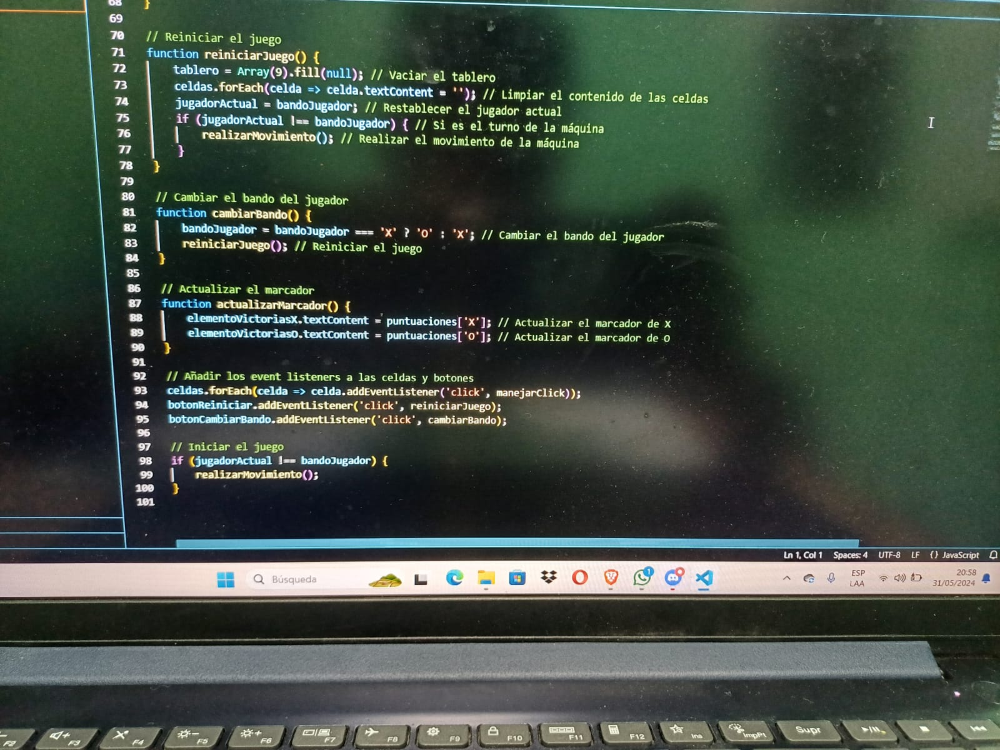 68 }
69
70 // Reiniciar el juego
71 function reiniciarJuego() {
72 tablero = Array(9).fill(null); // Vaciar el tablero
73 celdas.forEach(celda => celda.textContent = ''); // Limpiar el contenido de las celdas
74 jugadorActual = bandoJugador; // Restablecer el jugador actual
75 if (jugadorActual !== bandoJugador) { // Si es el turno de la máquina
76 realizarMovimiento(); // Realizar el movimiento de la máquina
77 }
78 }
79
80 // Cambiar el bando del jugador
81 function cambiarBando() {
82 bandoJugador = bandoJugador === 'X' ? 'O' : 'X'; // Cambiar el bando del jugador
83 reiniciarJuego(); // Reiniciar el juego
84 }
85
86 // Actualizar el marcador
87 function actualizarMarcador() {
88 elementoVictoriasX.textContent = puntuaciones['X']; // Actualizar el marcador de X
89 elementoVictoriasO.textContent = puntuaciones['O']; // Actualizar el marcador de O
90 }
91
92 // Añadir los event listeners a las celdas y botones
93 celdas.forEach(celda => celda.addEventListener('click', manejarClick));
94 botonReiniciar.addEventListener('click', reiniciarJuego);
95 botonCambiarBando.addEventListener('click', cambiarBando);
96
97 // Iniciar el juego
98 if (jugadorActual !== bandoJugador) {
99 realizarMovimiento();
100 }
101
Ln 1, Col 1 Spaces: 4 UTF-8 LF {} JavaScript
Búsqueda 1 ESP LAA 20:58 31/05/2024
F2 F3 F4 F5 F6 F7 F8 F9 F10 F11 F12 Ins ImpPt Supr